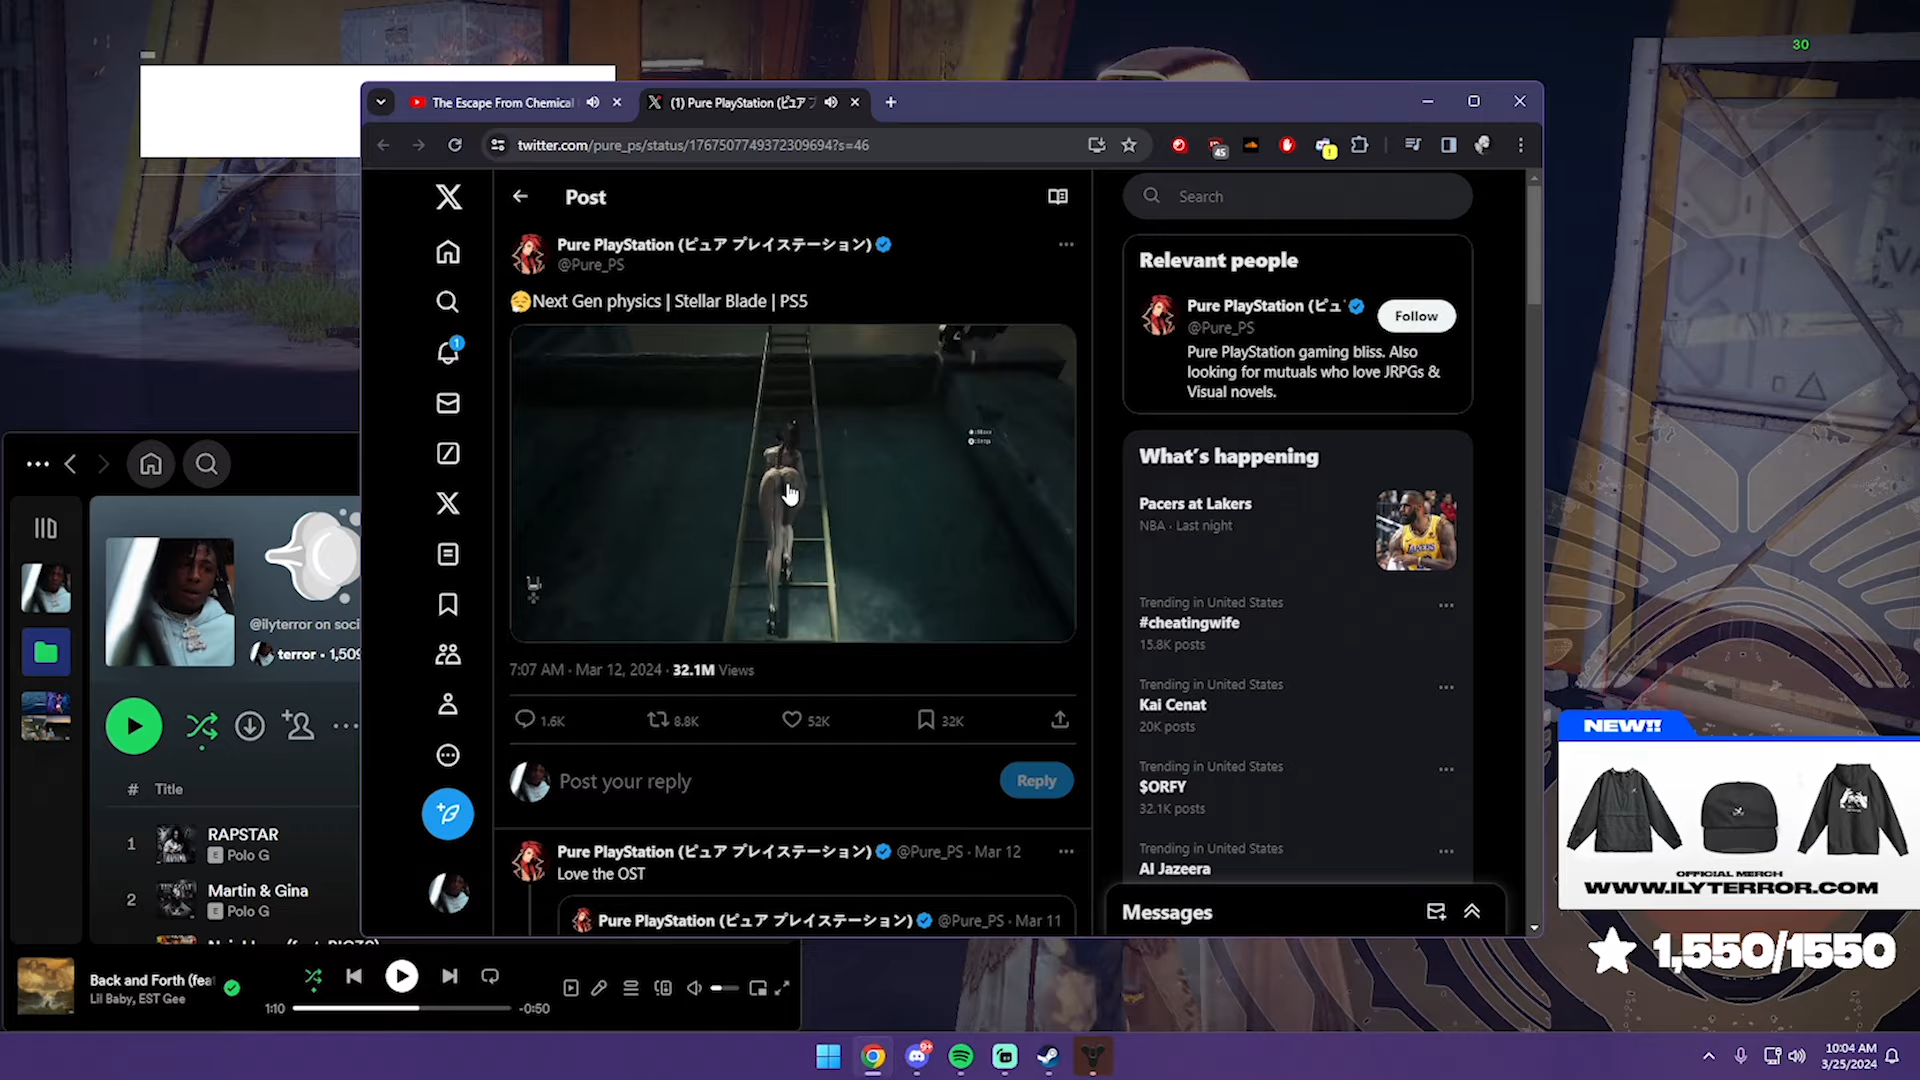 30
The Escape From Chemical
(1) Pure PlayStation (ピュア
twitter.com/pure_ps/status/1767507749372309694?s=46
45
Post
Search
Pure PlayStation (ピュア プレイステーション)
@Pure_PS
Next Gen physics | Stellar Blade | PS5
7:07 AM · Mar 12, 2024 · 32.1M Views
1.6K
8.8K
52K
32K
Post your reply
Reply
Pure PlayStation (ピュア プレイステーション) @Pure_PS · Mar 12
Love the OST
Pure PlayStation (ピュア プレイステーション) @Pure_PS · Mar 11
1
Relevant people
Pure PlayStation (ピュ
@Pure_PS
Follow
Pure PlayStation gaming bliss. Also
looking for mutuals who love JRPGs &
Visual novels.
What's happening
Pacers at Lakers
NBA · Last night
LAKERS
Trending in United States
#cheatingwife
15.8K posts
Trending in United States
Kai Cenat
20K posts
Trending in United States
$ORFY
32.1K posts
Trending in United States
Al Jazeera
Messages
@ilyterror on soci
terror · 1,509
# Title
1
RAPSTAR
E Polo G
2
Martin & Gina
E Polo G
Back and Forth (fea
Lil Baby, EST Gee
1:10
-0:50
NEW!!
OFFICIAL MERCH
WWW.ILYTERROR.COM
1,550/1550
9+
10:04 AM
3/25/2024